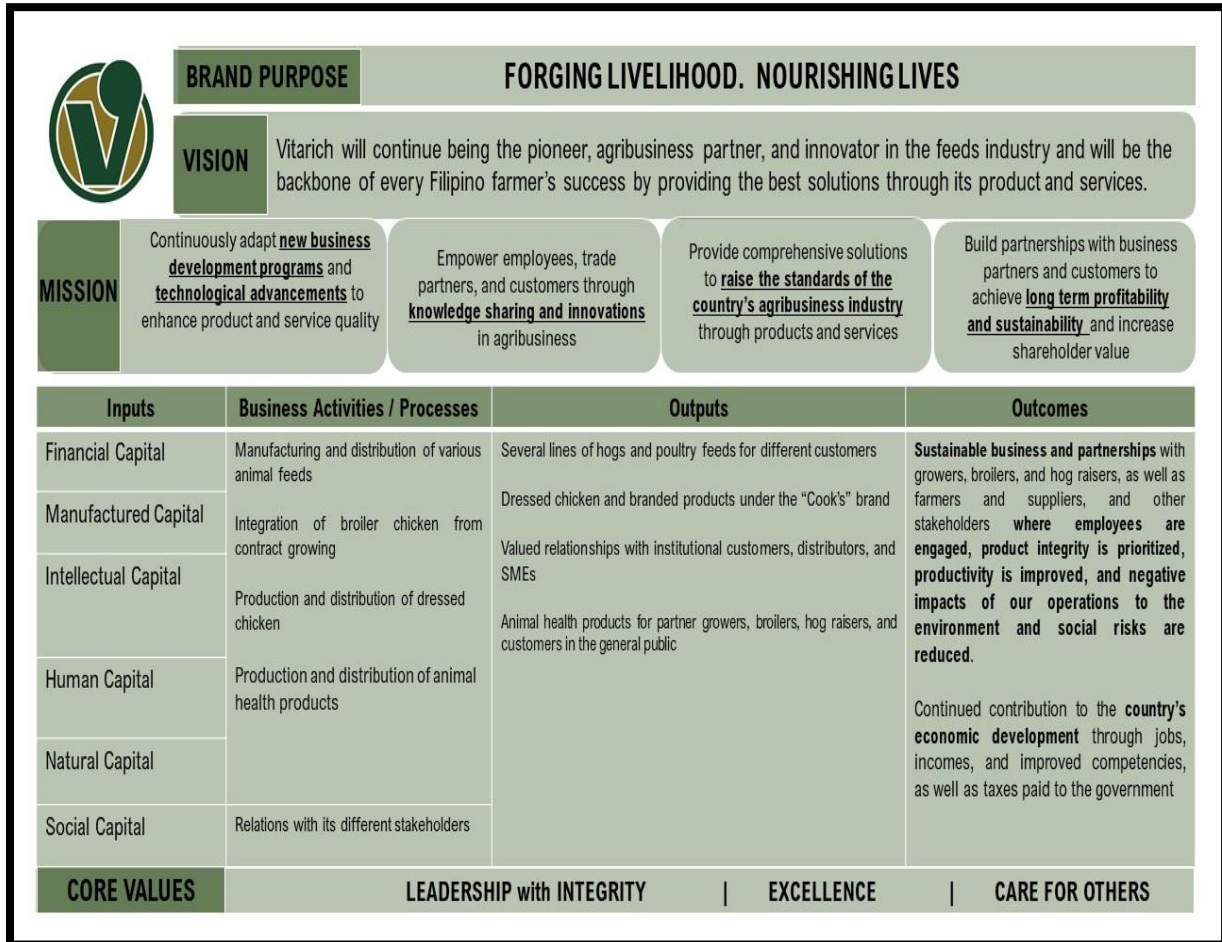 BRAND PURPOSE
FORGING LIVELIHOOD. NOURISHING LIVES
VISION
Vitarich will continue being the pioneer, agribusiness partner, and innovator in the feeds industry and will be the
backbone of every Filipino farmer's success by providing the best solutions through its product and services.
MISSION
Continuously adapt new business
development programs and
technological advancements to
enhance product and service quality
Empower employees, trade
partners, and customers through
knowledge sharing and innovations
in agribusiness
Provide comprehensive solutions
to raise the standards of the
country's agribusiness industry
through products and services
Build partnerships with business
partners and customers to
achieve long term profitability
and sustainability and increase
shareholder value
Inputs
Business Activities / Processes
Outputs
Outcomes
Financial Capital
Manufactured Capital
Intellectual Capital
Human Capital
Natural Capital
Social Capital
Manufacturing and distribution of various
animal feeds
Integration of broiler chicken from
contract growing
Production and distribution of dressed
chicken
Production and distribution of animal
health products
Relations with its different stakeholders
Several lines of hogs and poultry feeds for different customers
Dressed chicken and branded products under the "Cook's" brand
Valued relationships with institutional customers, distributors, and
SMEs
Animal health products for partner growers, broilers, hog raisers, and
customers in the general public
Sustainable business and partnerships with
growers, broilers, and hog raisers, as well as
farmers and suppliers, and other
stakeholders where employees are
engaged, product integrity is prioritized,
productivity is improved, and negative
impacts of our operations to the
environment and social risks are
reduced.
Continued contribution to the country's
economic development through jobs,
incomes, and improved competencies,
as well as taxes paid to the government
CORE VALUES
LEADERSHIP with INTEGRITY | EXCELLENCE | CARE FOR OTHERS